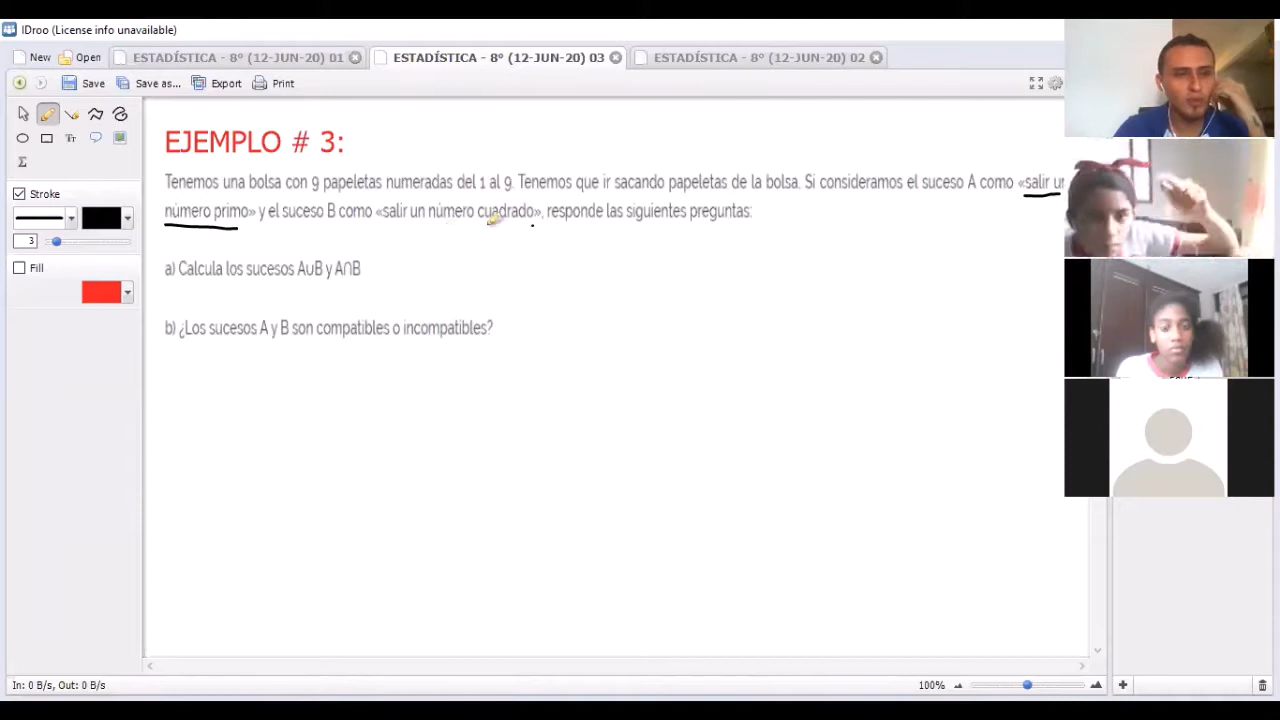 IDroo (License info unavailable)
New Open ESTADÍSTICA - 8º (12-JUN-20) 01 ESTADÍSTICA - 8º (12-JUN-20) 03 ESTADÍSTICA - 8º (12-JUN-20) 02
Save Save as... Export Print
EJEMPLO # 3:
Tenemos una bolsa con 9 papeletas numeradas del 1 al 9. Tenemos que ir sacando papeletas de la bolsa. Si consideramos el suceso A como «salir un
número primo» y el suceso B como «salir un número cuadrado», responde las siguientes preguntas:
a) Calcula los sucesos A∪B y A∩B
b) ¿Los sucesos A y B son compatibles o incompatibles?
Tr
Σ
Stroke
3
Fill
In: 0 B/s, Out: 0 B/s
100%